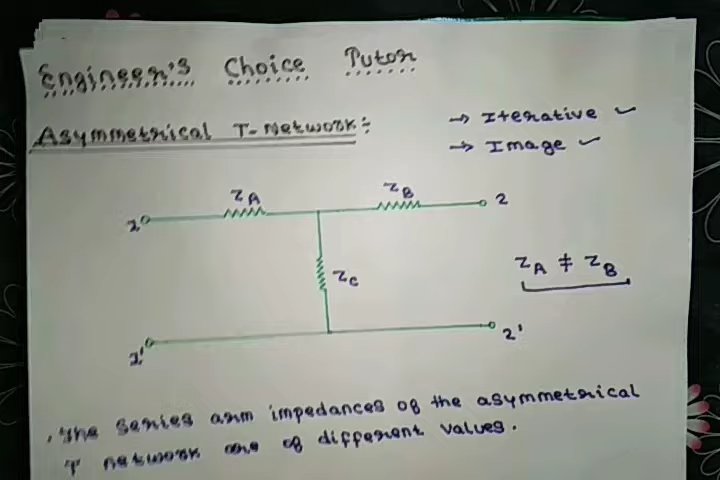 Engineer's Choice Tutor
Asymmetrical T-Network:
→ Iterative ✓
→ Image ✓
ZA
ZB
1
2
ZC
ZA ≠ ZB
1'
2'
The series arm impedances of the asymmetrical
T network are of different values.